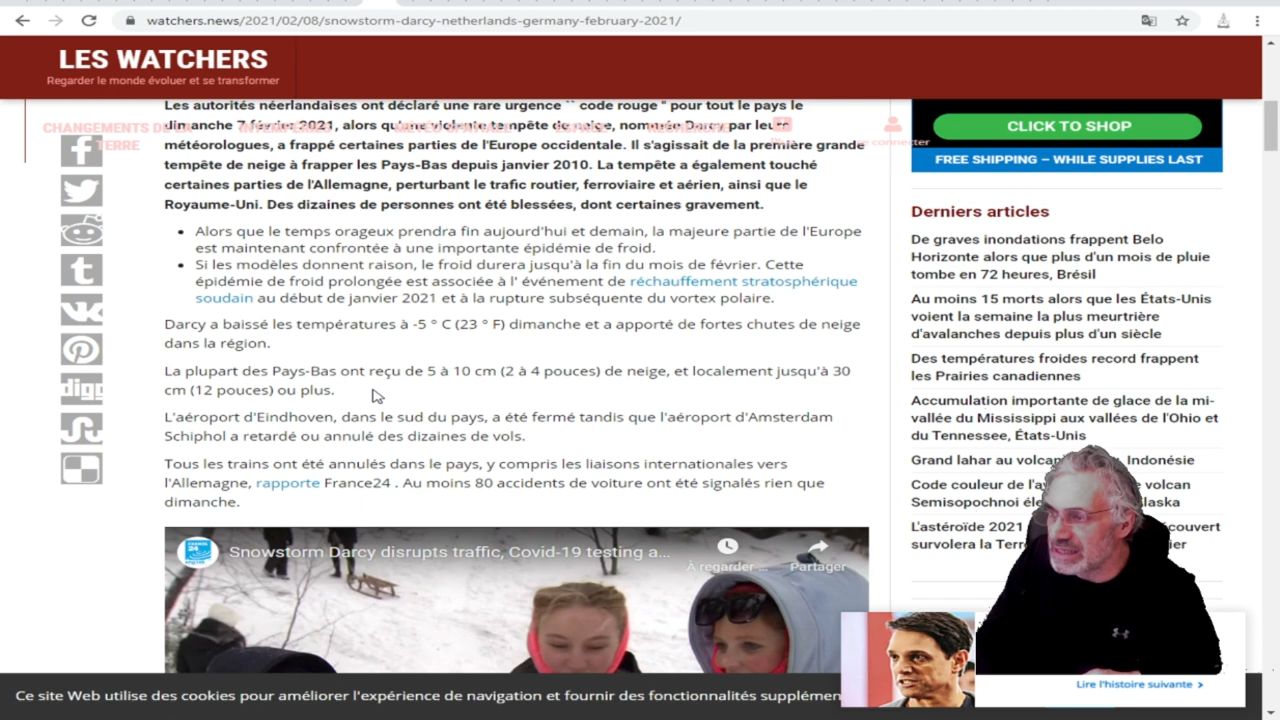 watchers.news/2021/02/08/snowstorm-darcy-netherlands-germany-february-2021/
LES WATCHERS
Regarder le monde évoluer et se transformer
CHANGEMENTS DE LA
TERRE
Les autorités néerlandaises ont déclaré une rare urgence `` code rouge '' pour tout le pays le
dimanche 7 février 2021, alors qu'une violente tempête de neige, nommée Darcy par leurs
météorologues, a frappé certaines parties de l'Europe occidentale. Il s'agissait de la première grande
tempête de neige à frapper les Pays-Bas depuis janvier 2010. La tempête a également touché
certaines parties de l'Allemagne, perturbant le trafic routier, ferroviaire et aérien, ainsi que le
Royaume-Uni. Des dizaines de personnes ont été blessées, dont certaines gravement.
Alors que le temps orageux prendra fin aujourd'hui et demain, la majeure partie de l'Europe
est maintenant confrontée à une importante épidémie de froid.
Si les modèles donnent raison, le froid durera jusqu'à la fin du mois de février. Cette
épidémie de froid prolongée est associée à l' événement de réchauffement stratosphérique
soudain au début de janvier 2021 et à la rupture subséquente du vortex polaire.
Darcy a baissé les températures à -5 ° C (23 ° F) dimanche et a apporté de fortes chutes de neige
dans la région.
La plupart des Pays-Bas ont reçu de 5 à 10 cm (2 à 4 pouces) de neige, et localement jusqu'à 30
cm (12 pouces) ou plus.
L'aéroport d'Eindhoven, dans le sud du pays, a été fermé tandis que l'aéroport d'Amsterdam
Schiphol a retardé ou annulé des dizaines de vols.
Tous les trains ont été annulés dans le pays, y compris les liaisons internationales vers
l'Allemagne, rapporte France24 . Au moins 80 accidents de voiture ont été signalés rien que
dimanche.
FRANCE
24
Snowstorm Darcy disrupts traffic, Covid-19 testing a...
À regarder ...
Partager
digg
CLICK TO SHOP
FREE SHIPPING – WHILE SUPPLIES LAST
Derniers articles
De graves inondations frappent Belo
Horizonte alors que plus d'un mois de pluie
tombe en 72 heures, Brésil
Au moins 15 morts alors que les États-Unis
voient la semaine la plus meurtrière
d'avalanches depuis plus d'un siècle
Des températures froides record frappent
les Prairies canadiennes
Accumulation importante de glace de la mi-
vallée du Mississippi aux vallées de l'Ohio et
du Tennessee, États-Unis
Grand lahar au Indonésie
Code couleur de volcan
Semisopochnoi
L'astéroïde 2021
survolera la
Lire l'histoire suivante >
Ce site Web utilise des cookies pour améliorer l'expérience de navigation et fournir des fonctionnalités